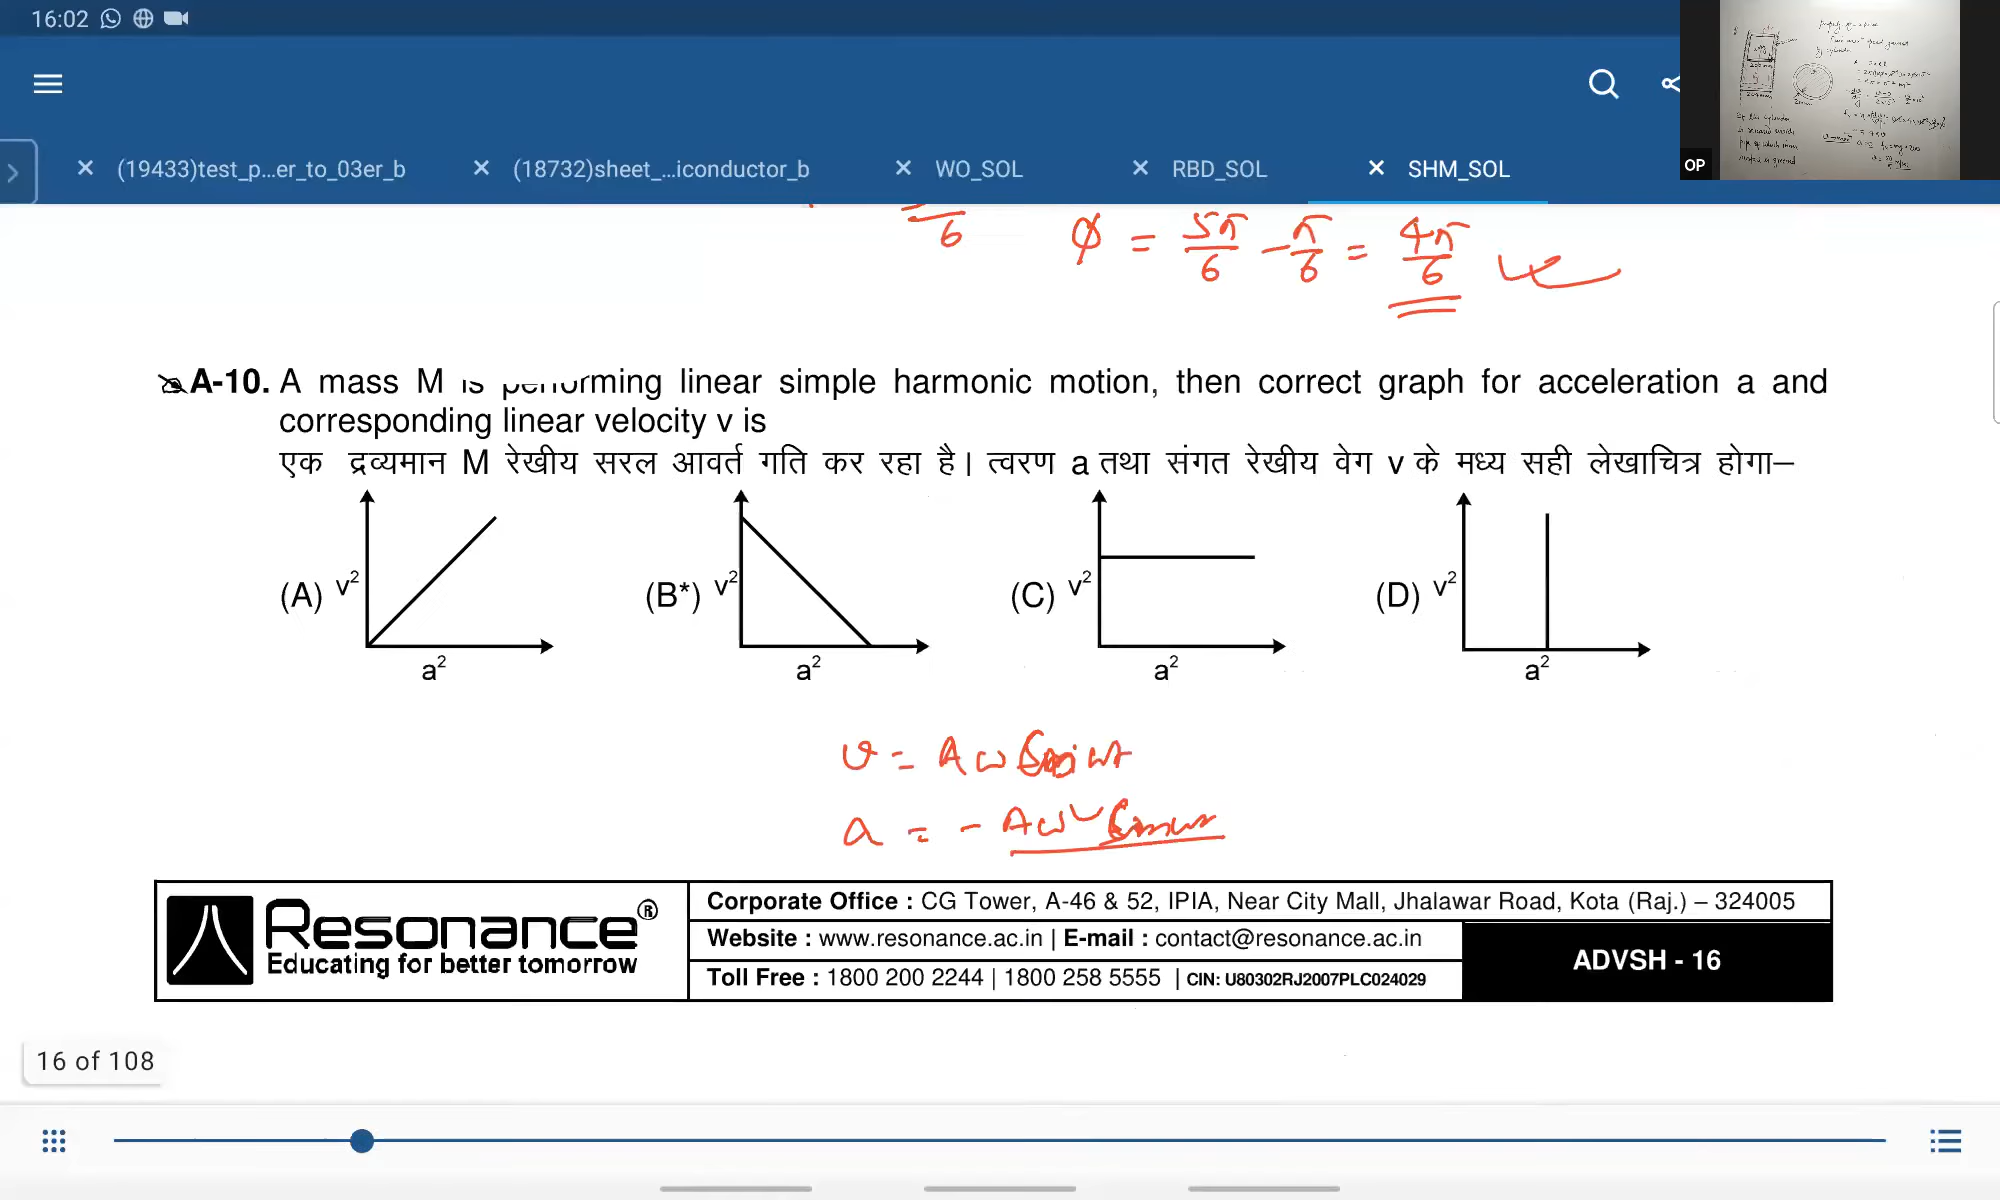 16:02
(19433)test_p...er_to_03er_b
(18732)sheet_...iconductor_b
WO_SOL
RBD_SOL
SHM_SOL
OP
6
φ = 5π/6 - π/6 = 4π/6
A-10. A mass M is performing linear simple harmonic motion, then correct graph for acceleration a and
corresponding linear velocity v is
एक द्रव्यमान M रेखीय सरल आवर्त गति कर रहा है। त्वरण a तथा संगत रेखीय वेग v के मध्य सही लेखाचित्र होगा–
(A) v² a²
(B*) v² a²
(C) v² a²
(D) v² a²
v = Aω
a = - Aω²
Resonance®
Educating for better tomorrow
Corporate Office : CG Tower, A-46 & 52, IPIA, Near City Mall, Jhalawar Road, Kota (Raj.) – 324005
Website : www.resonance.ac.in | E-mail : contact@resonance.ac.in
Toll Free : 1800 200 2244 | 1800 258 5555 | CIN: U80302RJ2007PLC024029
ADVSH - 16
16 of 108